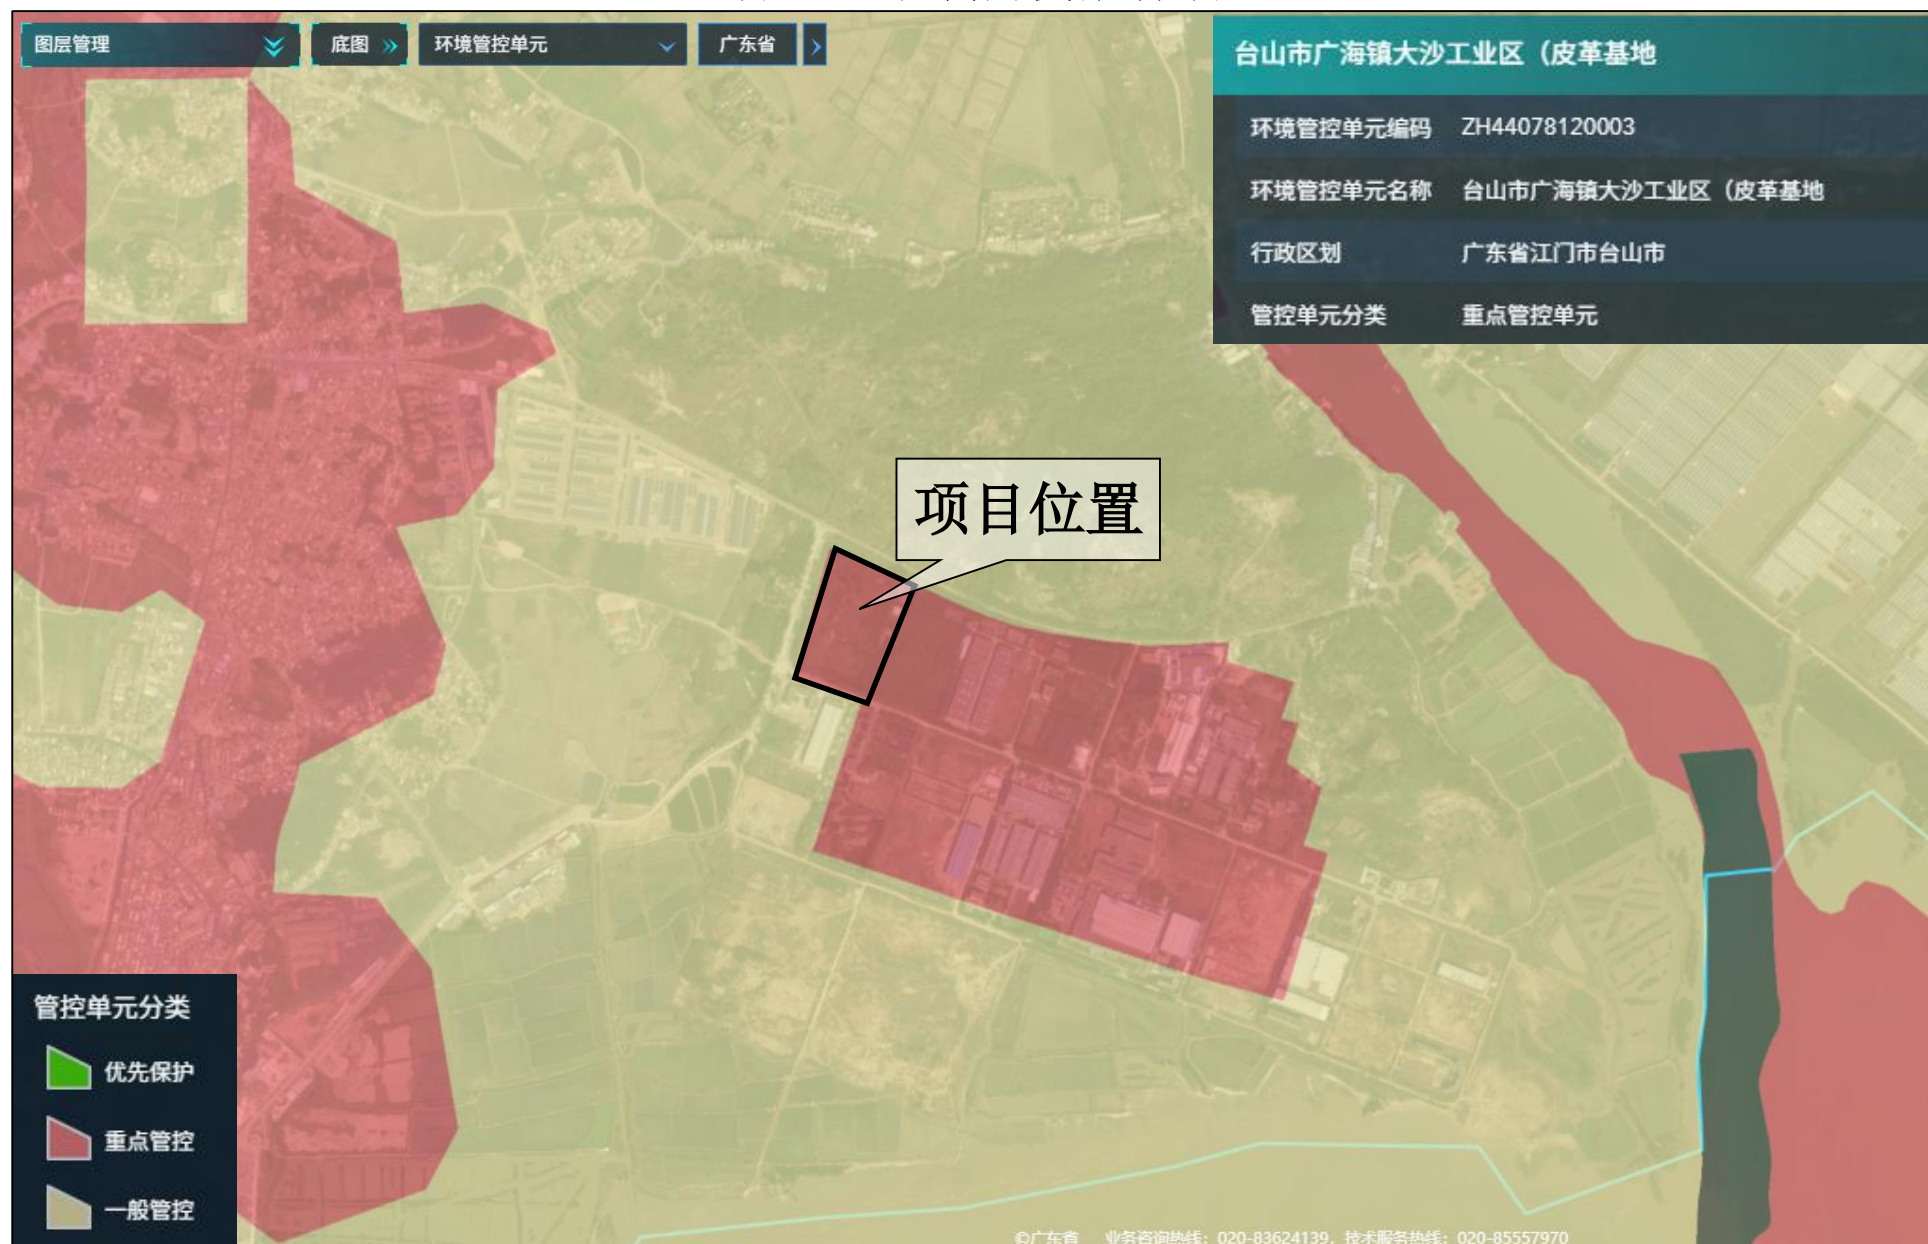 图层管理
底图
环境管控单元
广东省
台山市广海镇大沙工业区（皮革基地
环境管控单元编码 ZH44078120003
环境管控单元名称 台山市广海镇大沙工业区（皮革基地
行政区划 广东省江门市台山市
管控单元分类 重点管控单元
项目位置
管控单元分类
优先保护
重点管控
一般管控
©广东省 业务咨询热线：020-83624139，技术服务热线：020-85557970